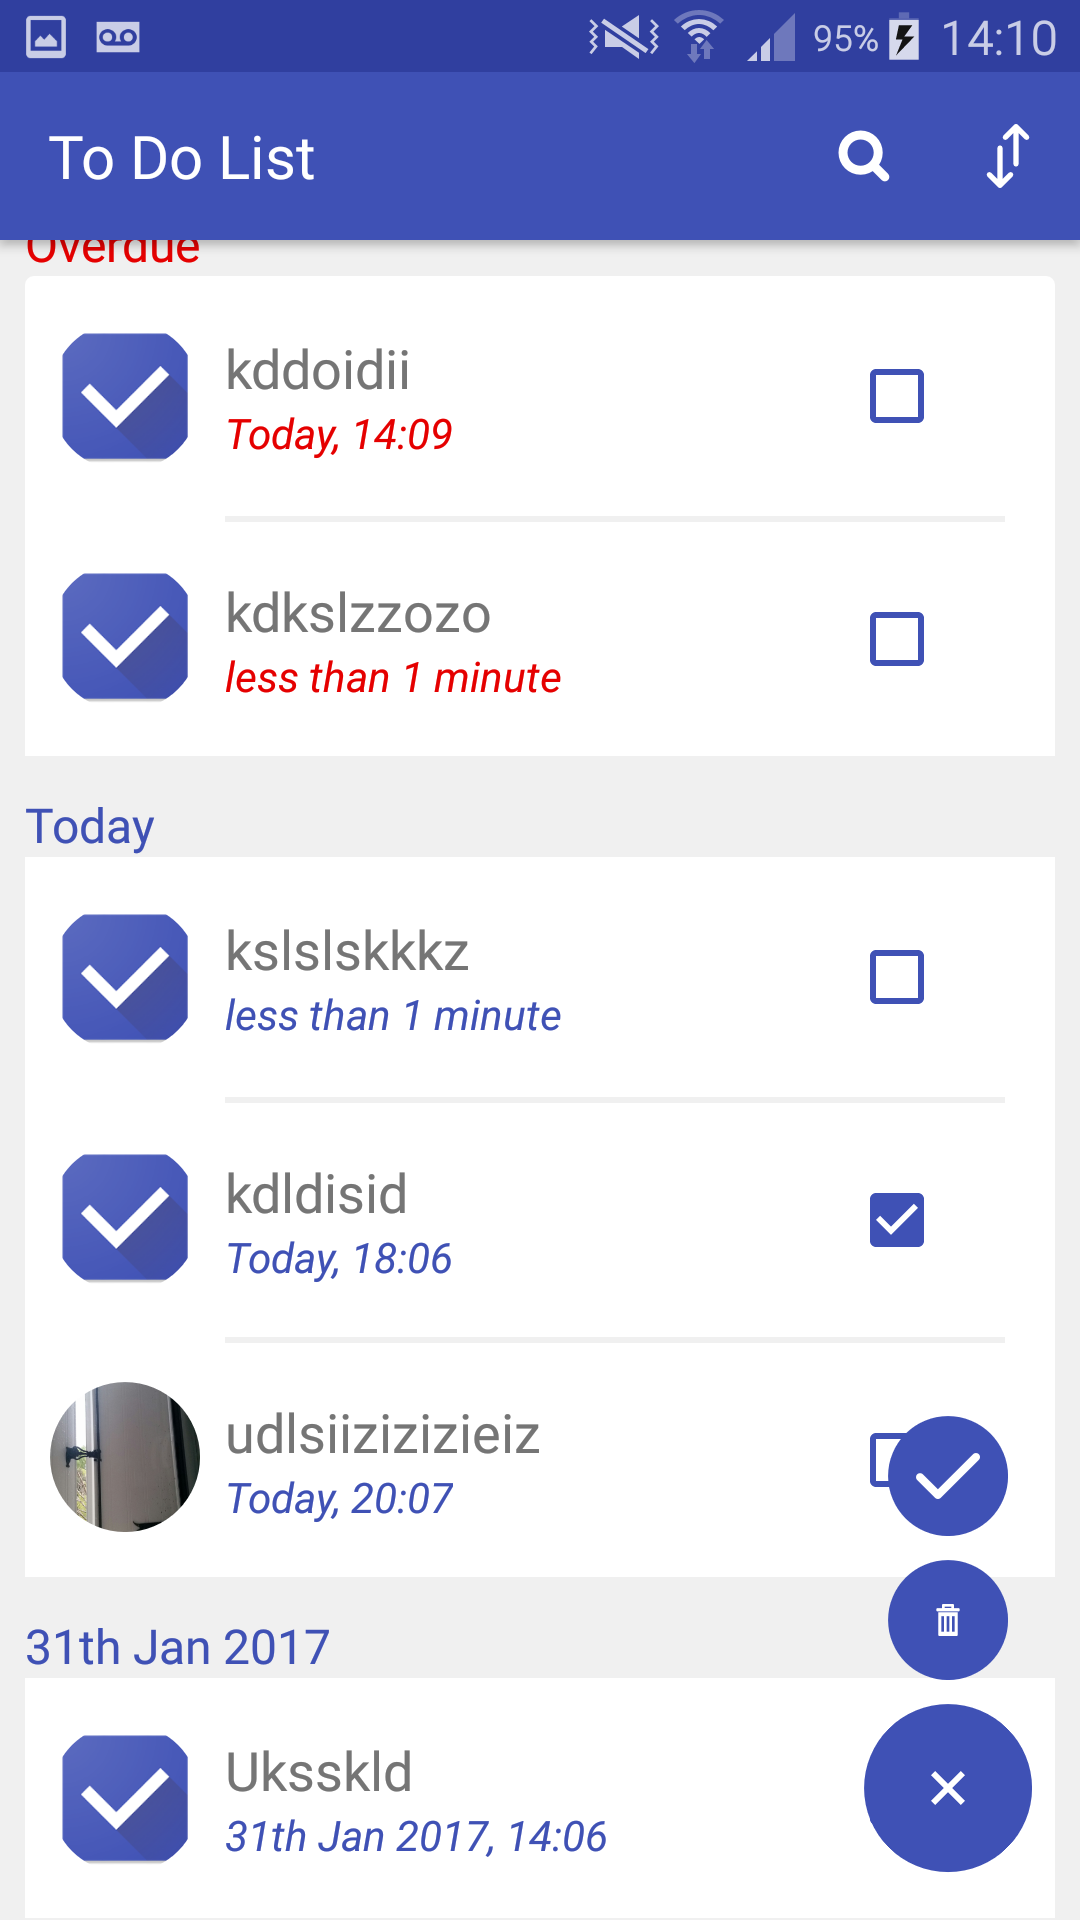 95% 14:10
To Do List
Overdue
kddoidii
Today, 14:09
kdkslzzozo
less than 1 minute
Today
kslslskkkz
less than 1 minute
kdldisid
Today, 18:06
udlsiizizizieiz
Today, 20:07
31th Jan 2017
Uksskld
31th Jan 2017, 14:06